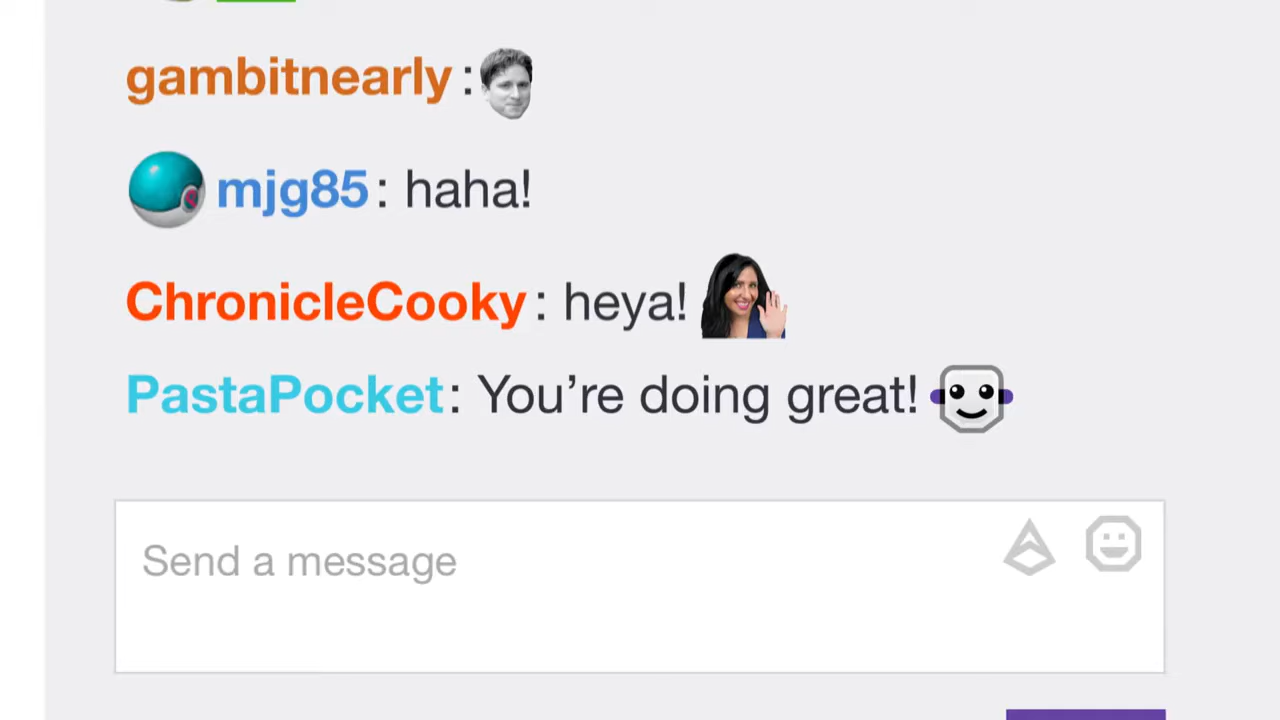 gambitnearly :
mjg85 : haha!
ChronicleCooky : heya!
PastaPocket : You’re doing great!
Send a message